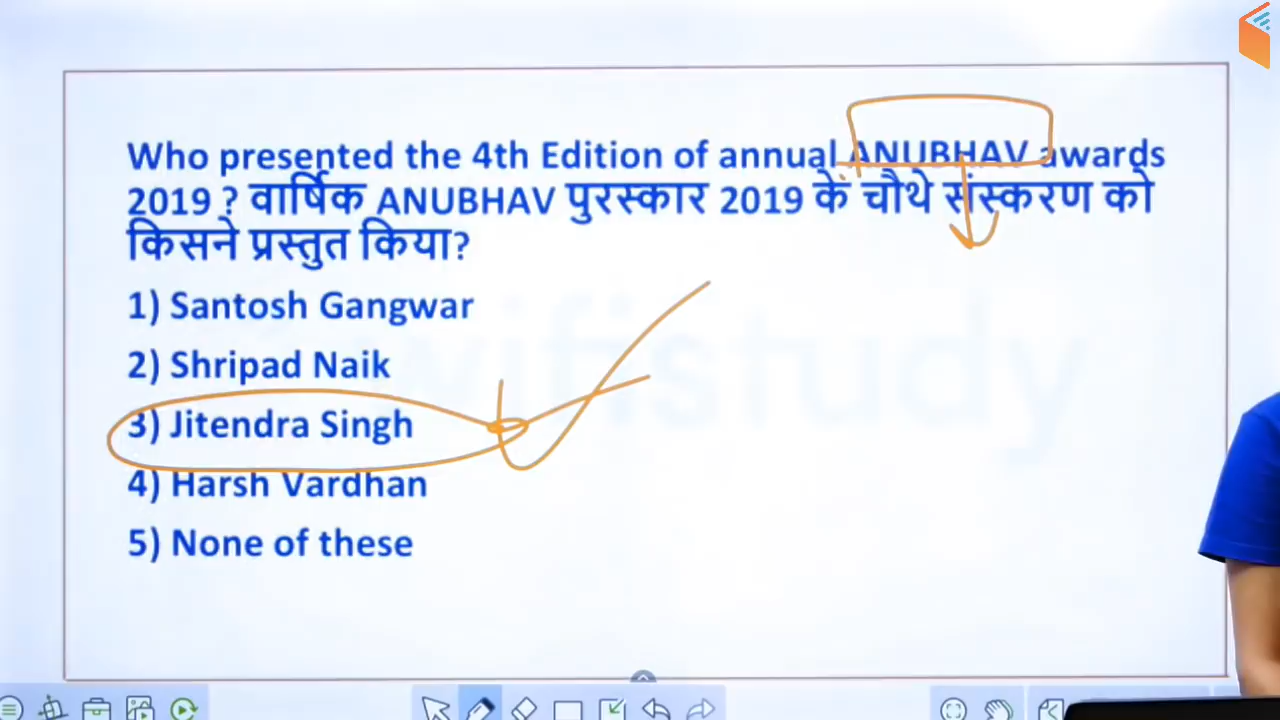 Who presented the 4th Edition of annual ANUBHAV awards
2019 ? वार्षिक ANUBHAV पुरस्कार 2019 के चौथे संस्करण को
किसने प्रस्तुत किया?
1) Santosh Gangwar
2) Shripad Naik
3) Jitendra Singh
4) Harsh Vardhan
5) None of these
wifistudy